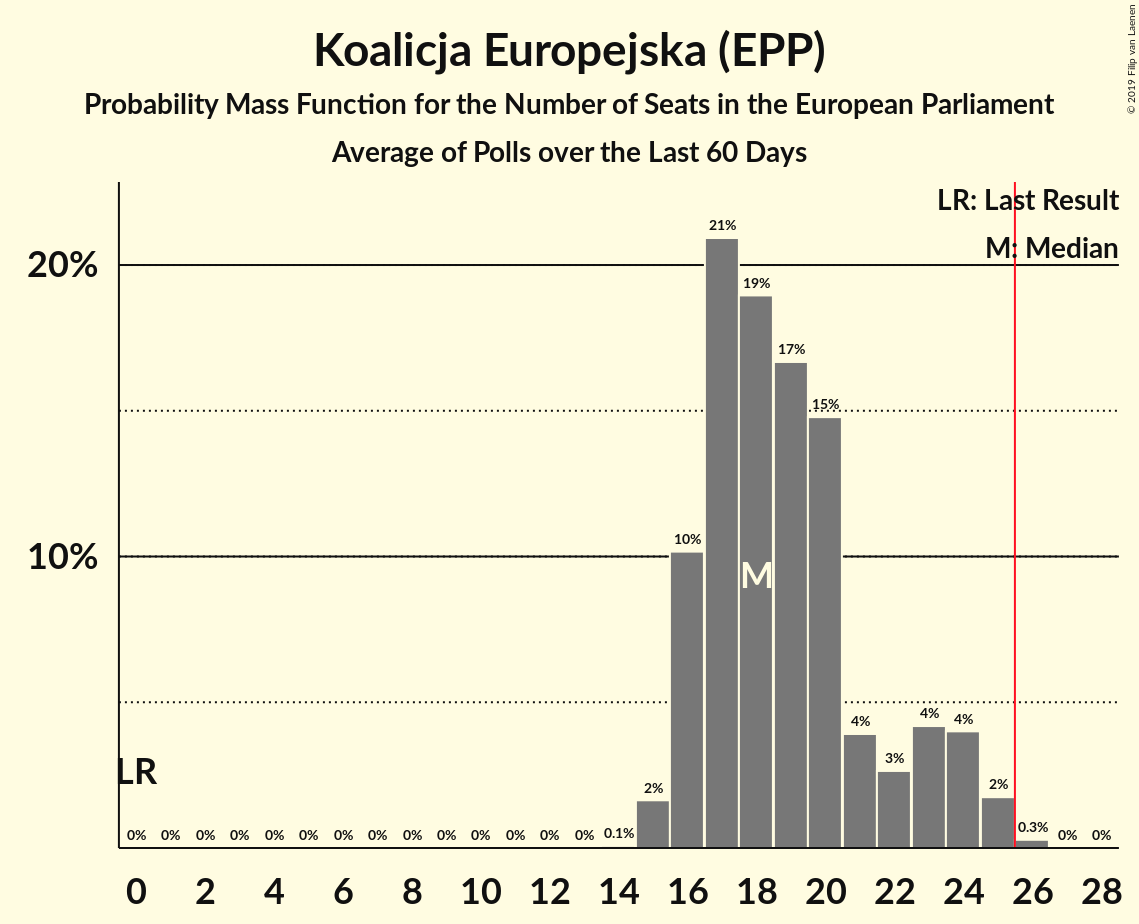 Koalicja Europejska (EPP)
Probability Mass Function for the Number of Seats in the European Parliament
Average of Polls over the Last 60 Days
© 2019 Filip van Laenen
LR: Last Result
M: Median
21%
20%
19%
17%
15%
10%
10%
M
4%
4%
4%
3%
LR
2%
2%
0% 0% 0% 0% 0% 0% 0% 0% 0% 0% 0% 0% 0% 0% 0.1% 0.3% 0% 0%
0 2 4 6 8 10 12 14 16 18 20 22 24 26 28